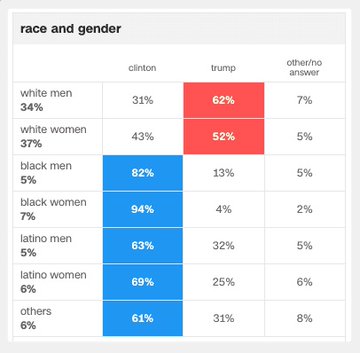 race and gender
clinton trump other/no answer
white men
34% 31% 62% 7%
white women
37% 43% 52% 5%
black men
5% 82% 13% 5%
black women
7% 94% 4% 2%
latino men
5% 63% 32% 5%
latino women
6% 69% 25% 6%
others
6% 61% 31% 8%